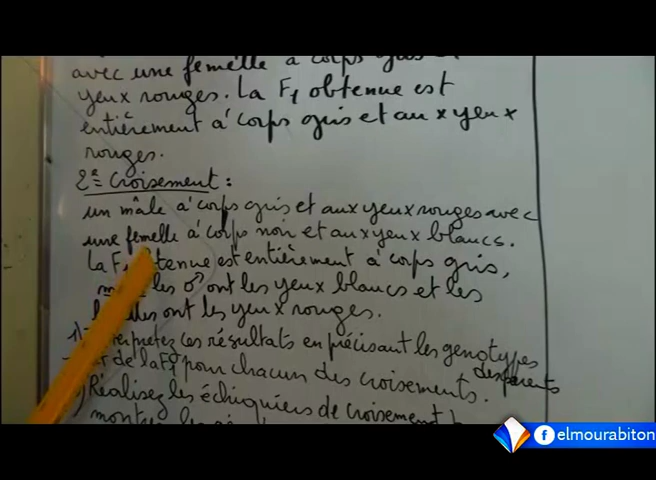 avec une femelle à corps gris et
yeux rouges. La F1 obtenue est
entièrement à corps gris et aux yeux
rouges.
2e Croisement :
un mâle à corps gris et aux yeux rouges avec
une femelle à corps noir et aux yeux blancs.
La F1 obtenue est entièrement à corps gris,
les ♂ ont les yeux blancs et les
ont les yeux rouges.
1) Interprétez ces résultats en précisant les génotypes
des parents
et de la F1 pour chacun des croisements.
Réalisez les échiquiers de croisement
elmourabiton